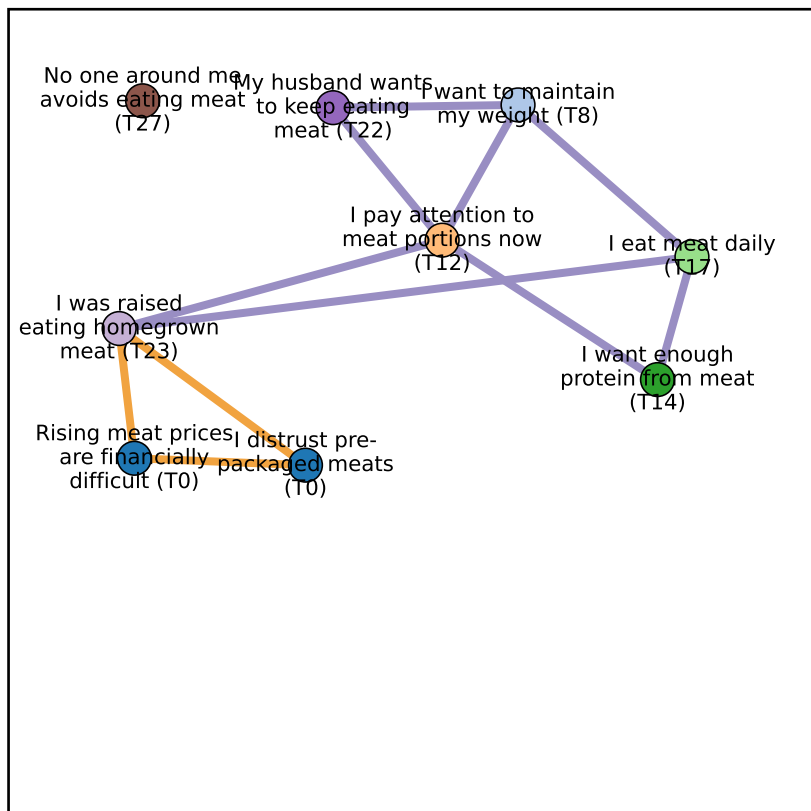 No one around me
avoids eating meat
(T27)
My husband wants
to keep eating
meat (T22)
I want to maintain
my weight (T8)
I pay attention to
meat portions now
(T12)
I eat meat daily
(T17)
I was raised
eating homegrown
meat (T23)
I want enough
protein from meat
(T14)
Rising meat prices
are financially
difficult (T0)
I distrust pre-
packaged meats
(T0)